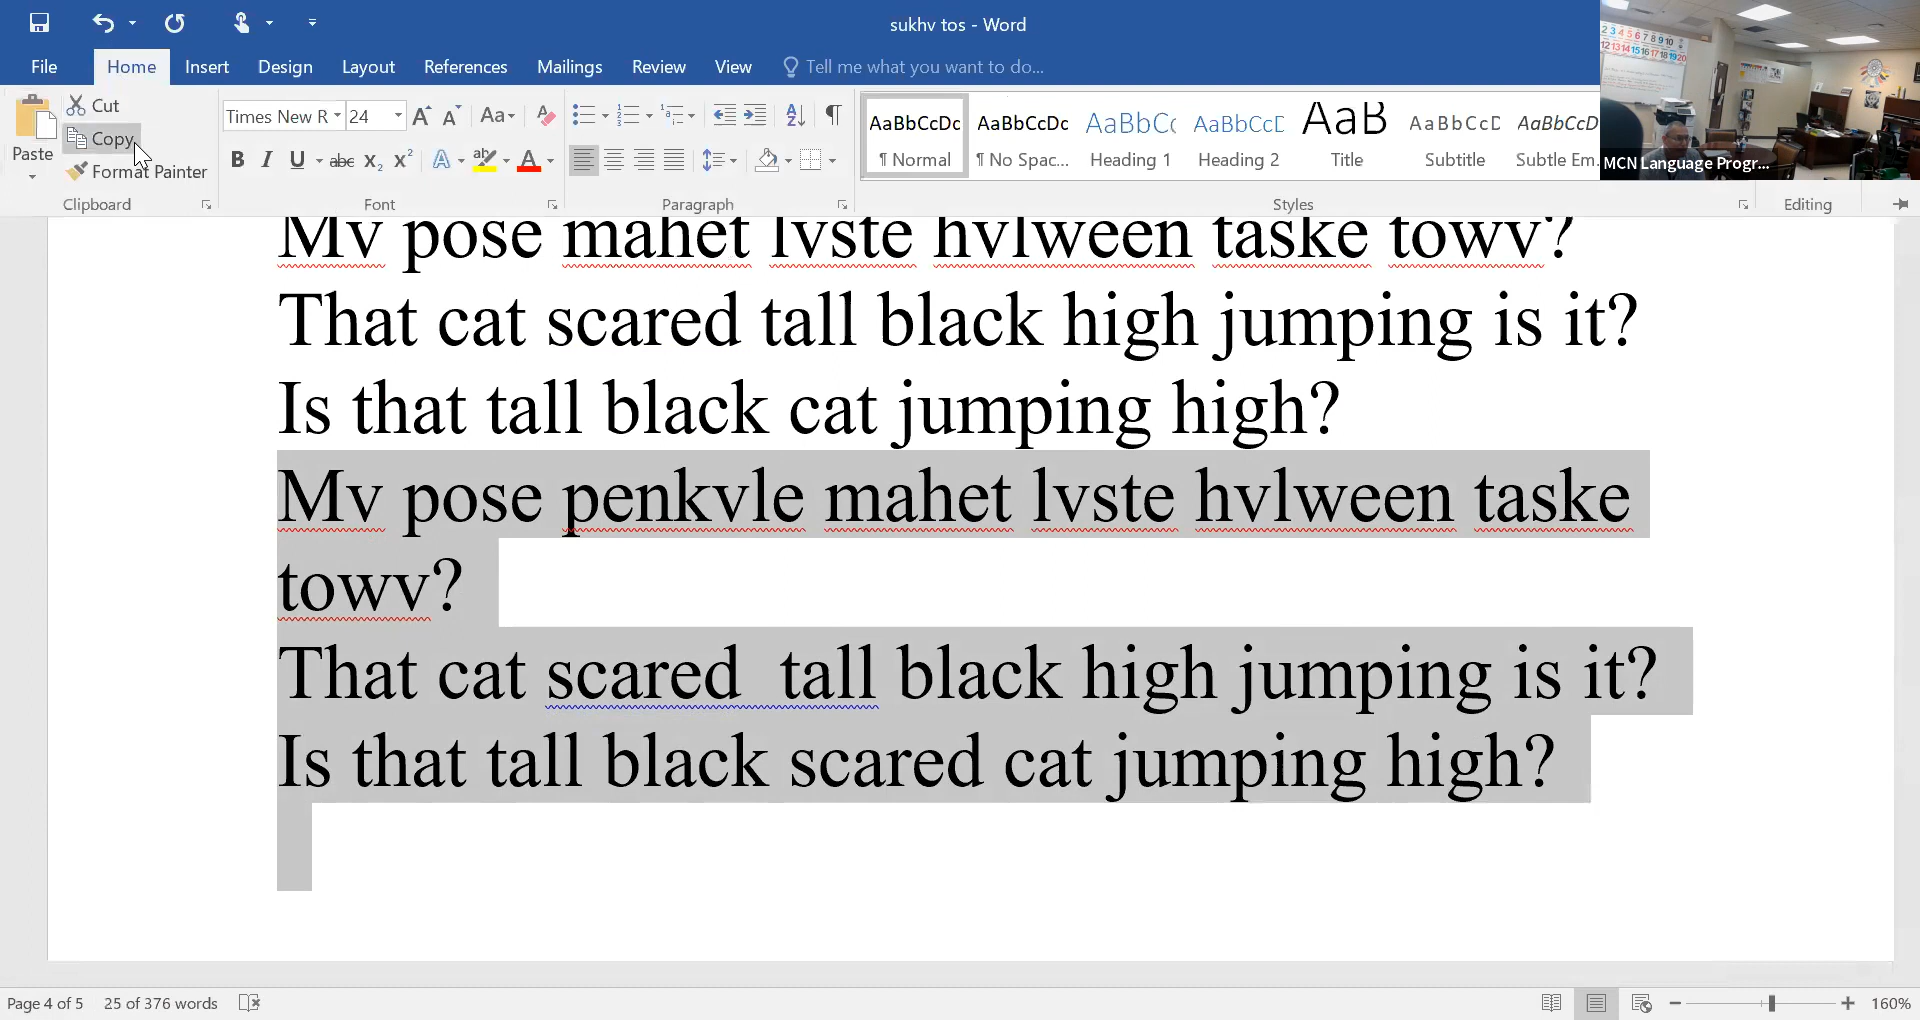 sukhv tos - Word
File Home Insert Design Layout References Mailings Review View Tell me what you want to do...
Paste Cut Copy Format Painter Clipboard
Times New R 24 Font
Paragraph
AaBbCcDc ¶ Normal AaBbCcDc ¶ No Spac... AaBbC Heading 1 AaBbCcD Heading 2 AaB Title AaBbCcD Subtitle AaBbCcD Subtle Em...
Styles
Editing
MCN Language Progr...
Mv pose mahet lvste hvlween taske towv?
That cat scared tall black high jumping is it?
Is that tall black cat jumping high?
Mv pose penkvle mahet lvste hvlween taske
towv?
That cat scared  tall black high jumping is it?
Is that tall black scared cat jumping high?
Page 4 of 5 25 of 376 words 160%